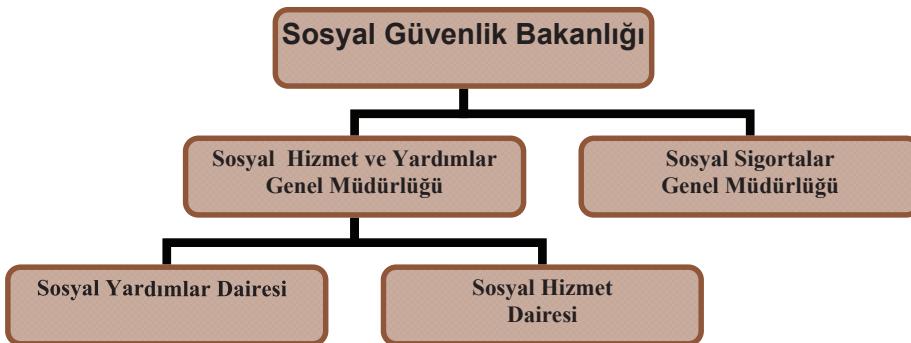 Sosyal Güvenlik Bakanlığı
Sosyal Hizmet ve Yardımlar
Genel Müdürlüğü
Sosyal Sigortalar
Genel Müdürlüğü
Sosyal Yardımlar Dairesi
Sosyal Hizmet
Dairesi